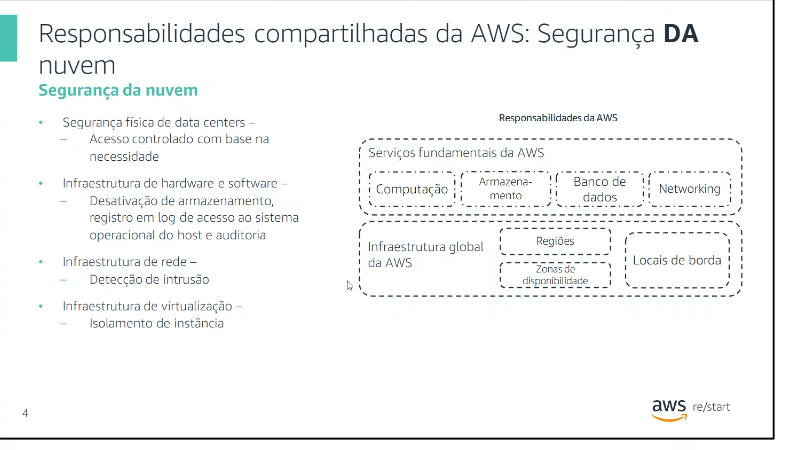 Responsabilidades compartilhadas da AWS: Segurança DA
nuvem
Segurança da nuvem
• Segurança física de data centers –
– Acesso controlado com base na
necessidade
• Infraestrutura de hardware e software –
– Desativação de armazenamento,
registro em log de acesso ao sistema
operacional do host e auditoria
• Infraestrutura de rede –
– Detecção de intrusão
• Infraestrutura de virtualização –
– Isolamento de instância
Responsabilidades da AWS
Serviços fundamentais da AWS
Computação
Armazena-
mento
Banco de
dados
Networking
Infraestrutura global
da AWS
Regiões
Zonas de
disponibilidade
Locais de borda
4
aws re/start